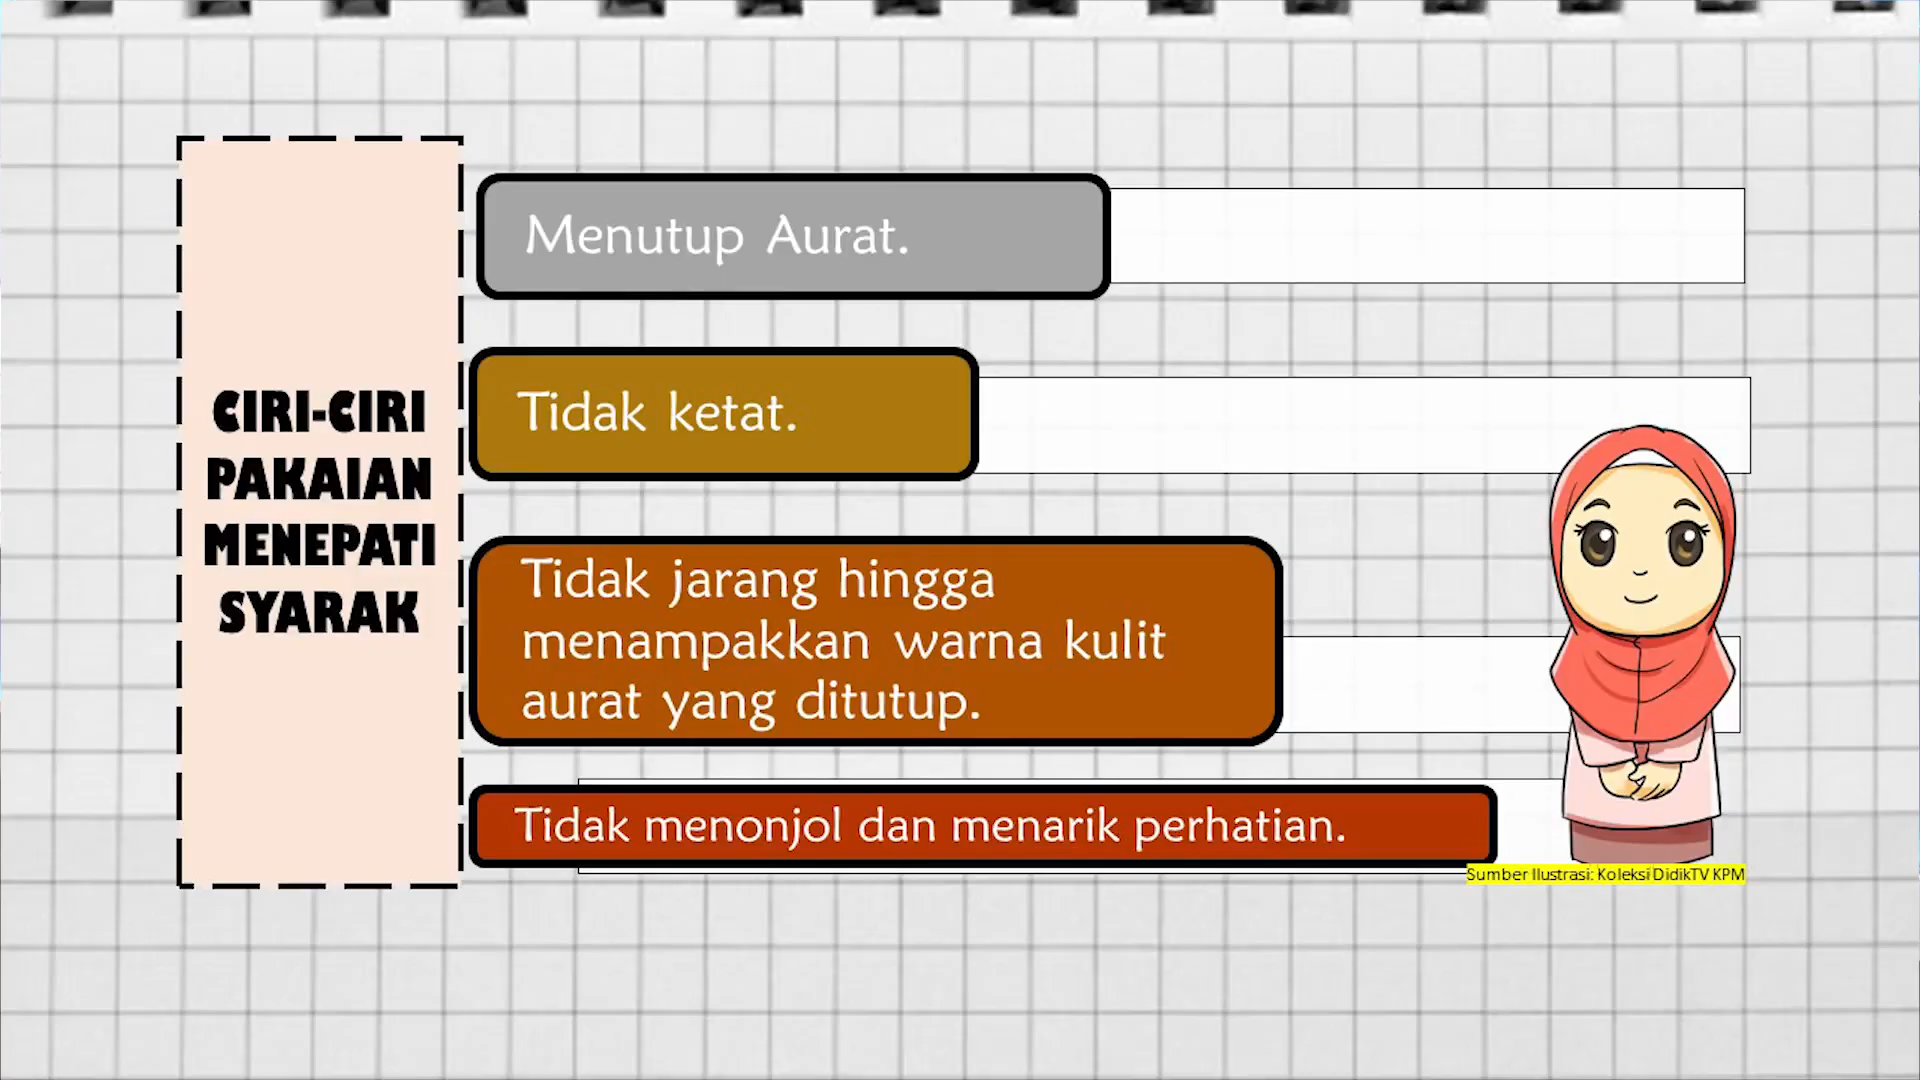 CIRI-CIRI
PAKAIAN
MENEPATI
SYARAK
Menutup Aurat.
Tidak ketat.
Tidak jarang hingga
menampakkan warna kulit
aurat yang ditutup.
Tidak menonjol dan menarik perhatian.
Sumber Ilustrasi: Koleksi DidikTV KPM